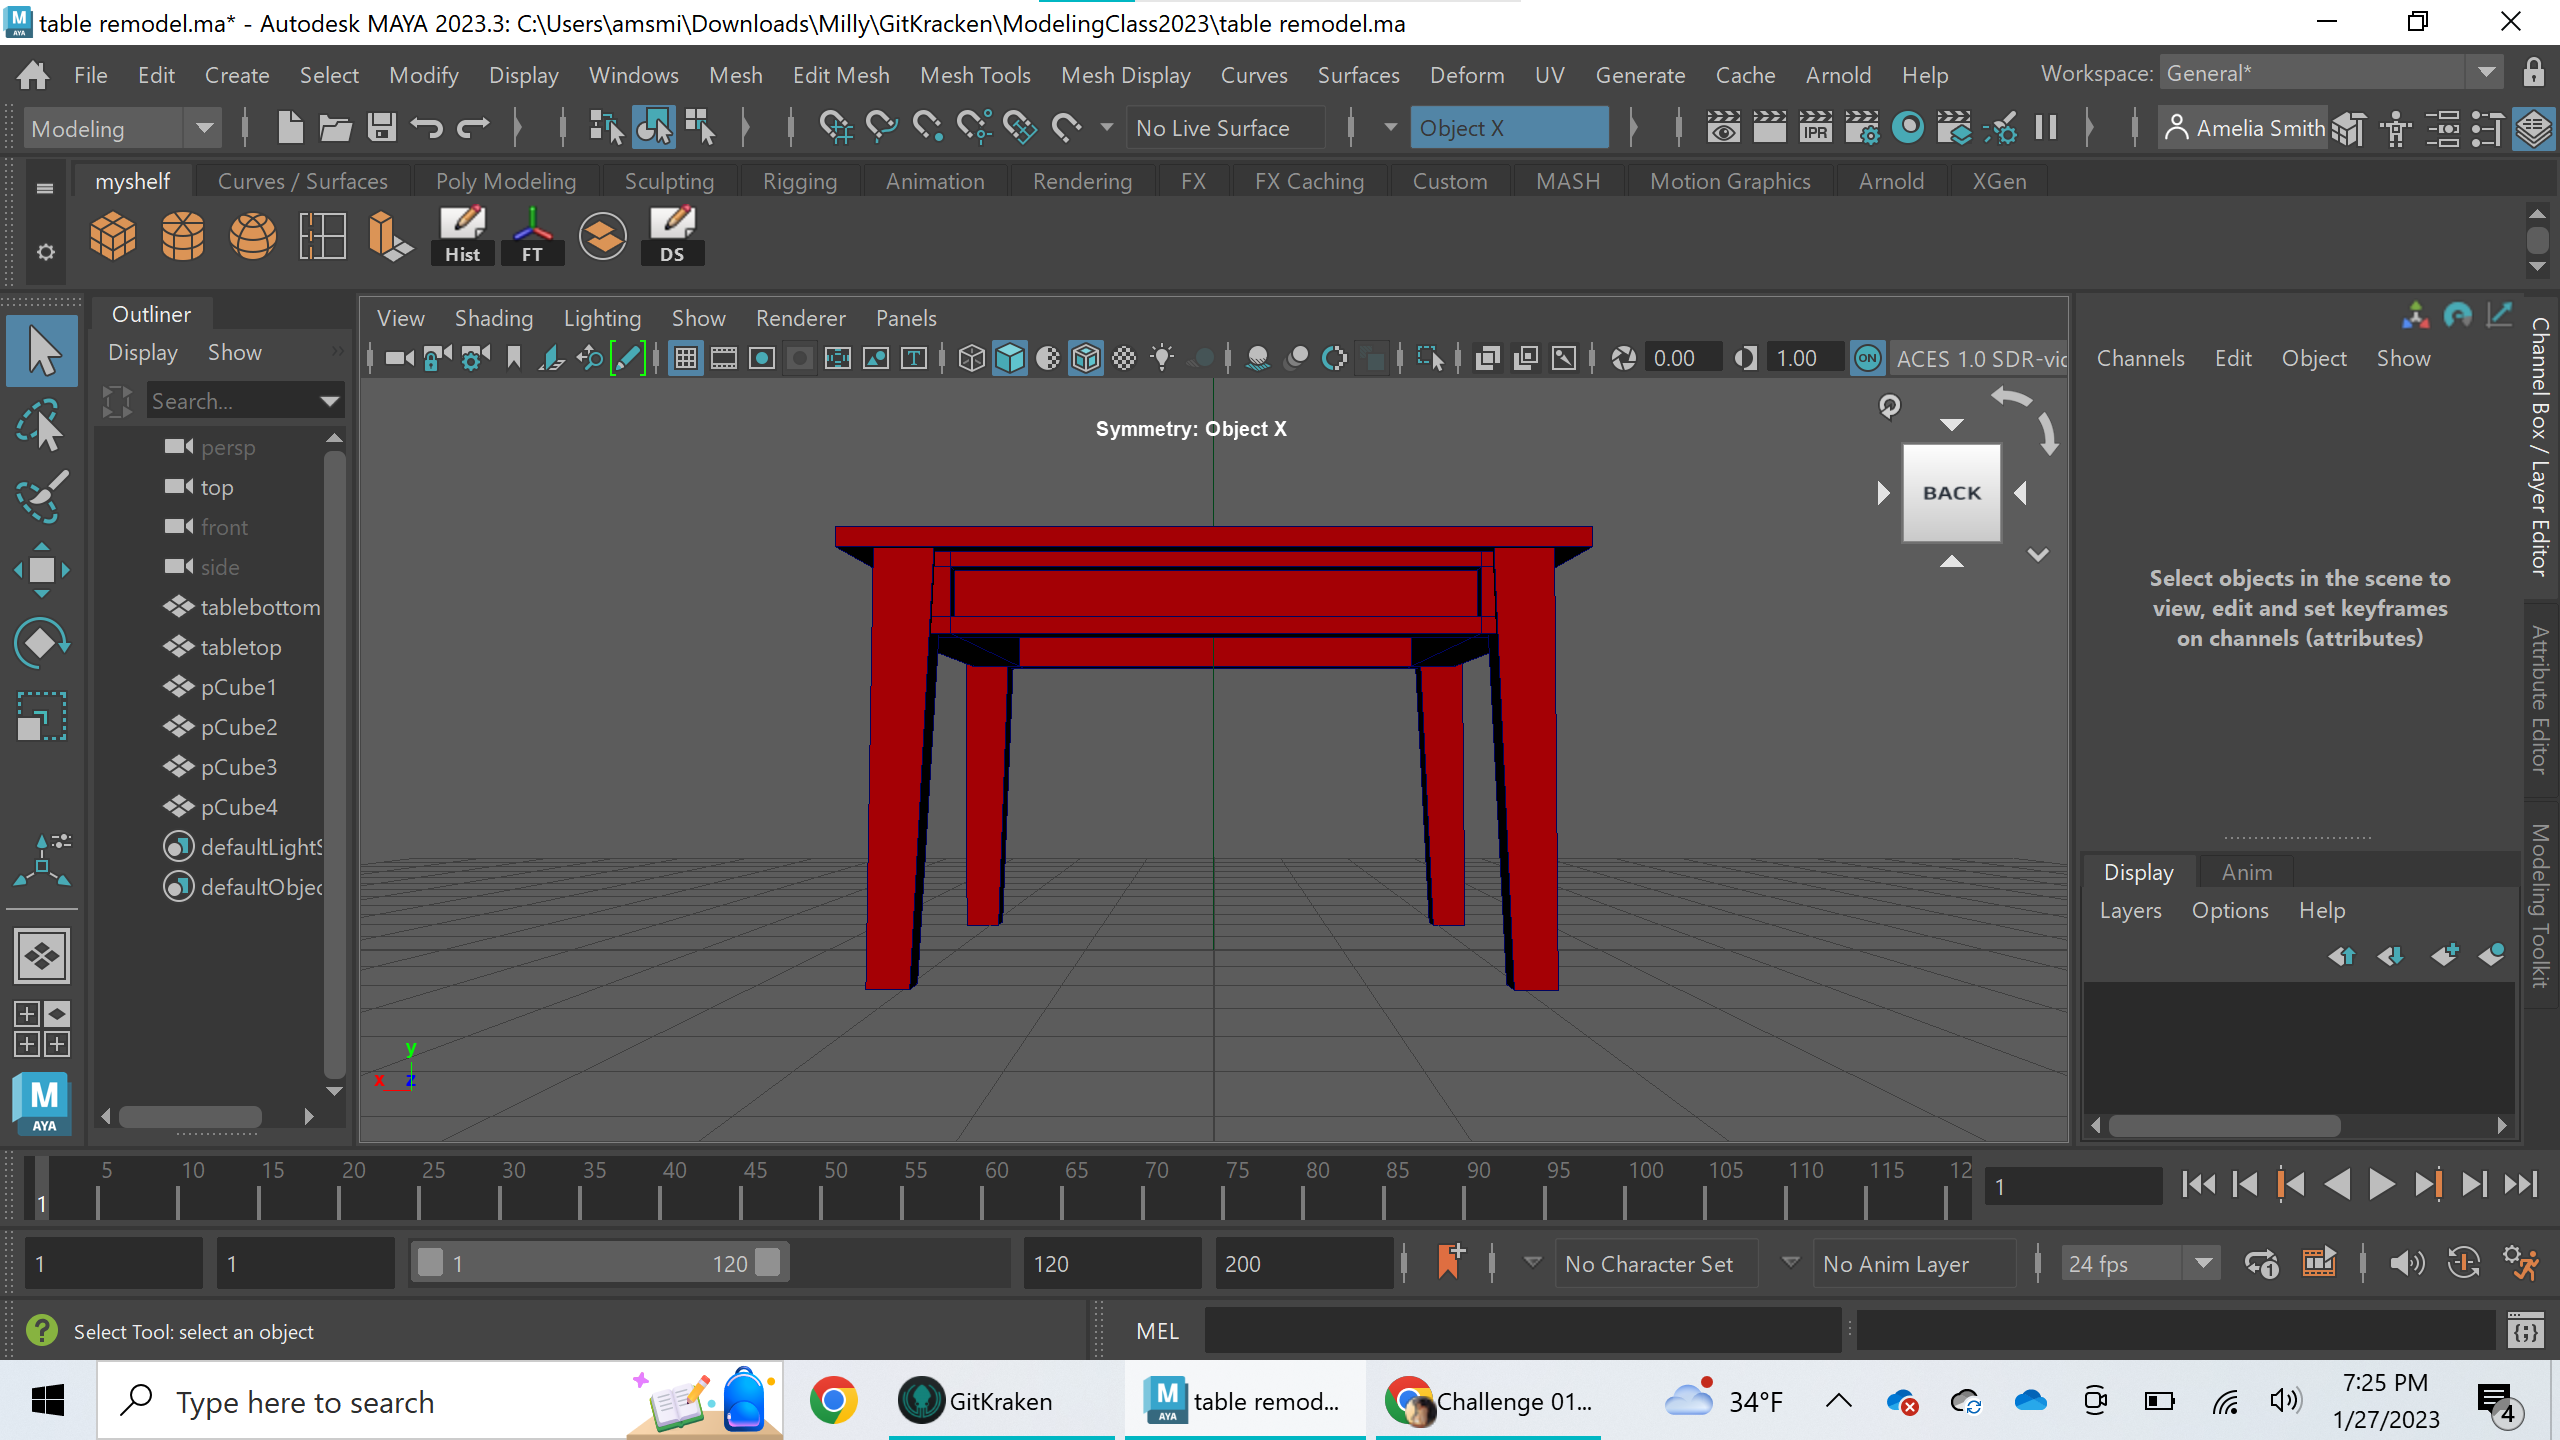 table remodel.ma* - Autodesk MAYA 2023.3: C:\Users\amsmi\Downloads\Milly\GitKracken\ModelingClass2023\table remodel.ma
File Edit Create Select Modify Display Windows Mesh Edit Mesh Mesh Tools Mesh Display Curves Surfaces Deform UV Generate Cache Arnold Help Workspace: General*
Modeling No Live Surface Object X IPR Amelia Smith
myshelf Curves / Surfaces Poly Modeling Sculpting Rigging Animation Rendering FX FX Caching Custom MASH Motion Graphics Arnold XGen
Hist FT DS
Outliner
Display Show
Search...
persp
top
front
side
tablebottom
tabletop
pCube1
pCube2
pCube3
pCube4
defaultLightS
defaultObjec
View Shading Lighting Show Renderer Panels
0.00 1.00 ON ACES 1.0 SDR-vid
Symmetry: Object X
BACK
y
x z
Channels Edit Object Show
Select objects in the scene to
view, edit and set keyframes
on channels (attributes)
Channel Box / Layer Editor
Attribute Editor
Modeling Toolkit
Display Anim
Layers Options Help
M
AYA
5 10 15 20 25 30 35 40 45 50 55 60 65 70 75 80 85 90 95 100 105 110 115 12
1 1
1 1 1 120 120 200 No Character Set No Anim Layer 24 fps
Select Tool: select an object MEL
Type here to search GitKraken table remod... Challenge 01... 34°F
7:25 PM
1/27/2023
4